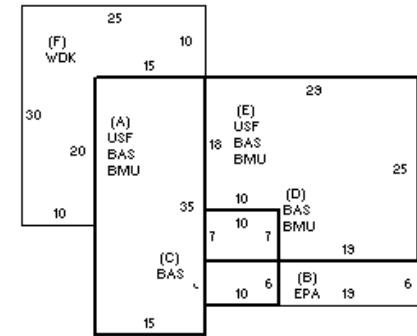 25
(F)
WDK
10
15
29
30
(A)
USF
BAS
BMU
(E)
USF
BAS
BMU
18
20
25
10
(D)
BAS
BMU
35
10
10
7
7
19
(C)
BAS
(B)
EPA
6
6
10
19
15